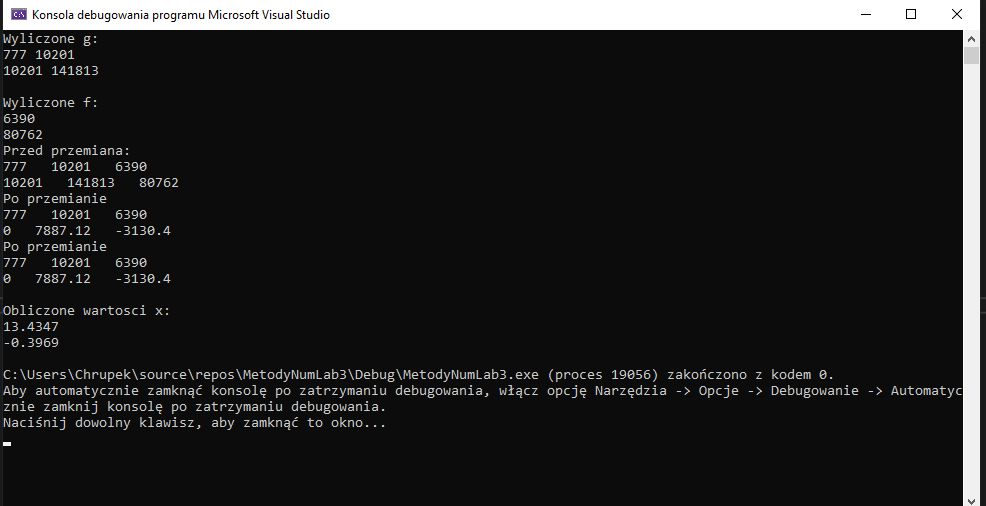 Konsola debugowania programu Microsoft Visual Studio
Wyliczone g:
777 10201
10201 141813
Wyliczone f:
6390
80762
Przed przemiana:
777   10201   6390
10201   141813   80762
Po przemianie
777   10201   6390
0   7887.12   -3130.4
Po przemianie
777   10201   6390
0   7887.12   -3130.4
Obliczone wartosci x:
13.4347
-0.3969
C:\Users\Chrupek\source\repos\MetodyNumLab3\Debug\MetodyNumLab3.exe (proces 19056) zakończono z kodem 0.
Aby automatycznie zamknąć konsolę po zatrzymaniu debugowania, włącz opcję Narzędzia -> Opcje -> Debugowanie -> Automatyc
znie zamknij konsolę po zatrzymaniu debugowania.
Naciśnij dowolny klawisz, aby zamknąć to okno...